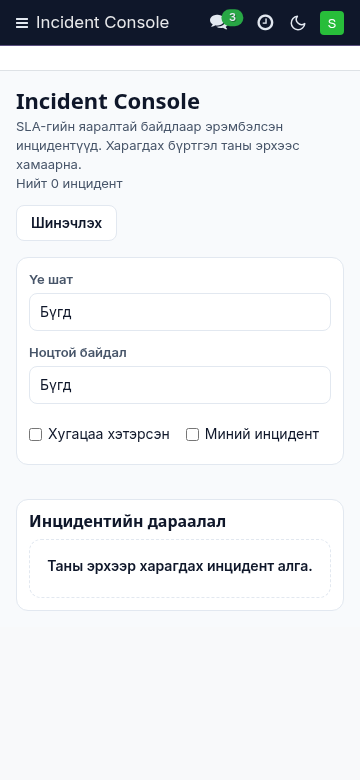 Incident Console
3
S
Incident Console
SLA-гийн яаралтай байдлаар эрэмбэлсэн
инцидентүүд. Харагдах бүртгэл таны эрхээс
хамаарна.
Нийт 0 инцидент
Шинэчлэх
Үе шат
Бүгд
Ноцтой байдал
Бүгд
Хугацаа хэтэрсэн
Миний инцидент
Инцидентийн дараалал
Таны эрхээр харагдах инцидент алга.